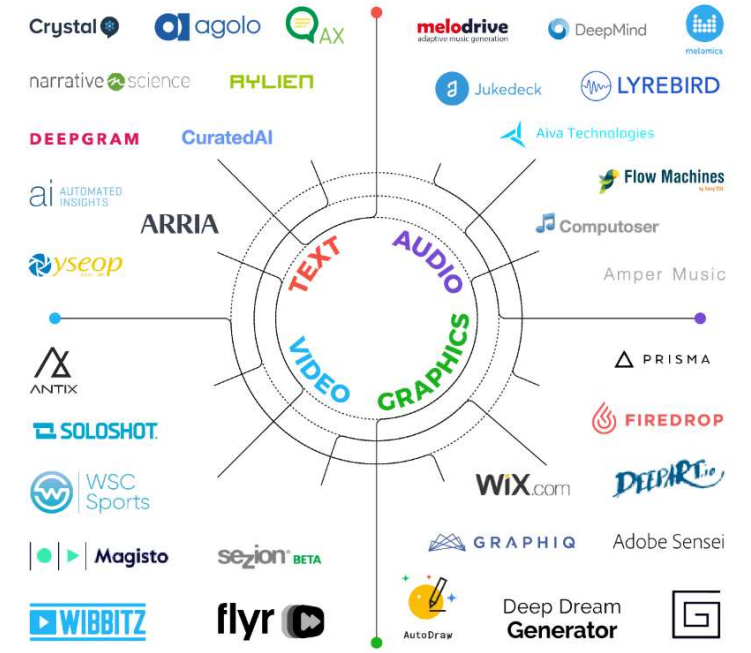 Crystal
agolo
AX
narrative science
AYLIEN
DEEPGRAM
CuratedAI
ai AUTOMATED
INSIGHTS
ARRIA
yseop
melodrive
adaptive music generation
DeepMind
melomics
Jukedeck
LYREBIRD
Aiva Technologies
Flow Machines
Computoser
Amper Music
TEXT
AUDIO
VIDEO
GRAPHICS
ANTIX
SOLOSHOT
WSC
Sports
Magisto
sezion BETA
WIBBITZ
flyr
PRISMA
FIREDROP
WiX.com
DEEPART.io
GRAPHIQ
Adobe Sensei
AutoDraw
Deep Dream
Generator